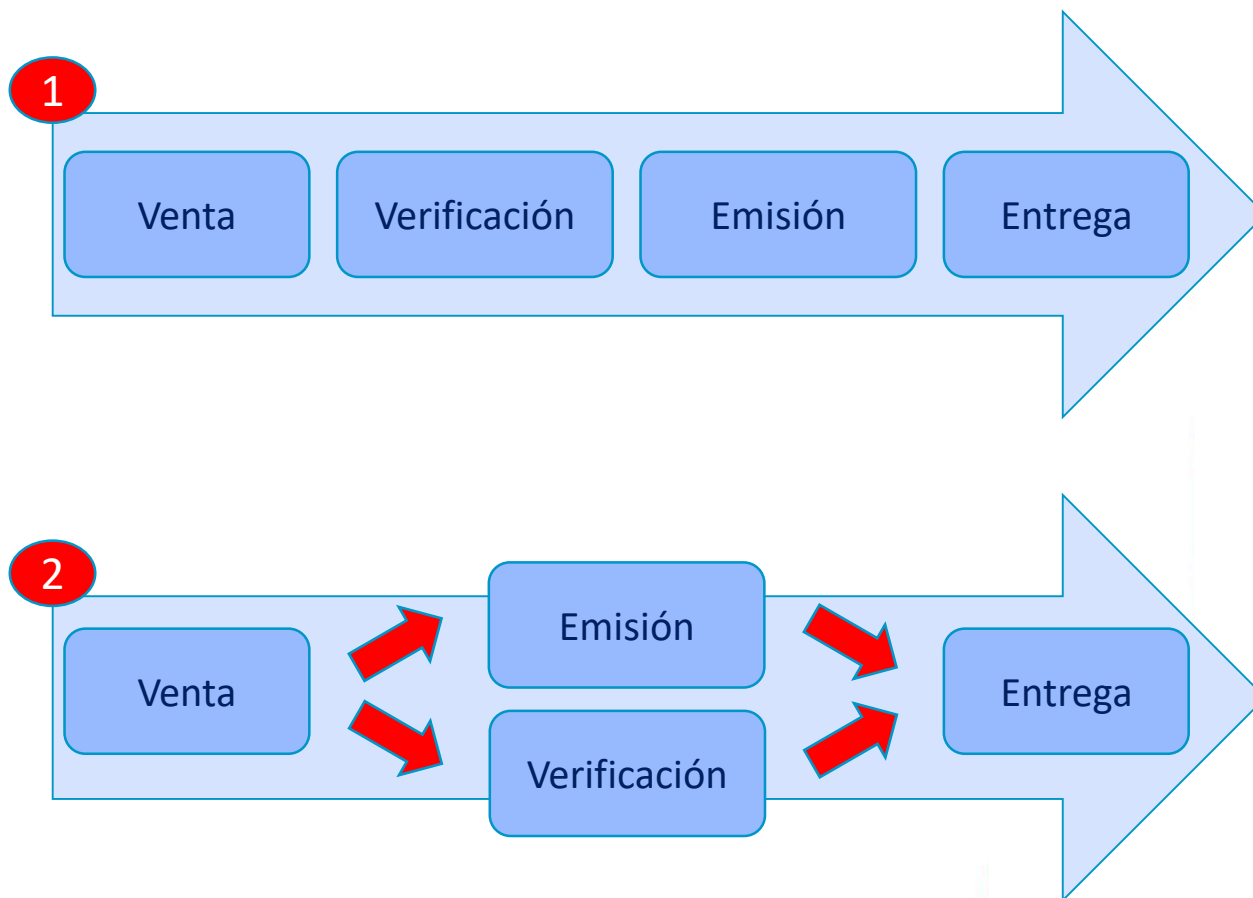 1
Venta
Verificación
Emisión
Entrega
2
Venta
Emisión
Verificación
Entrega